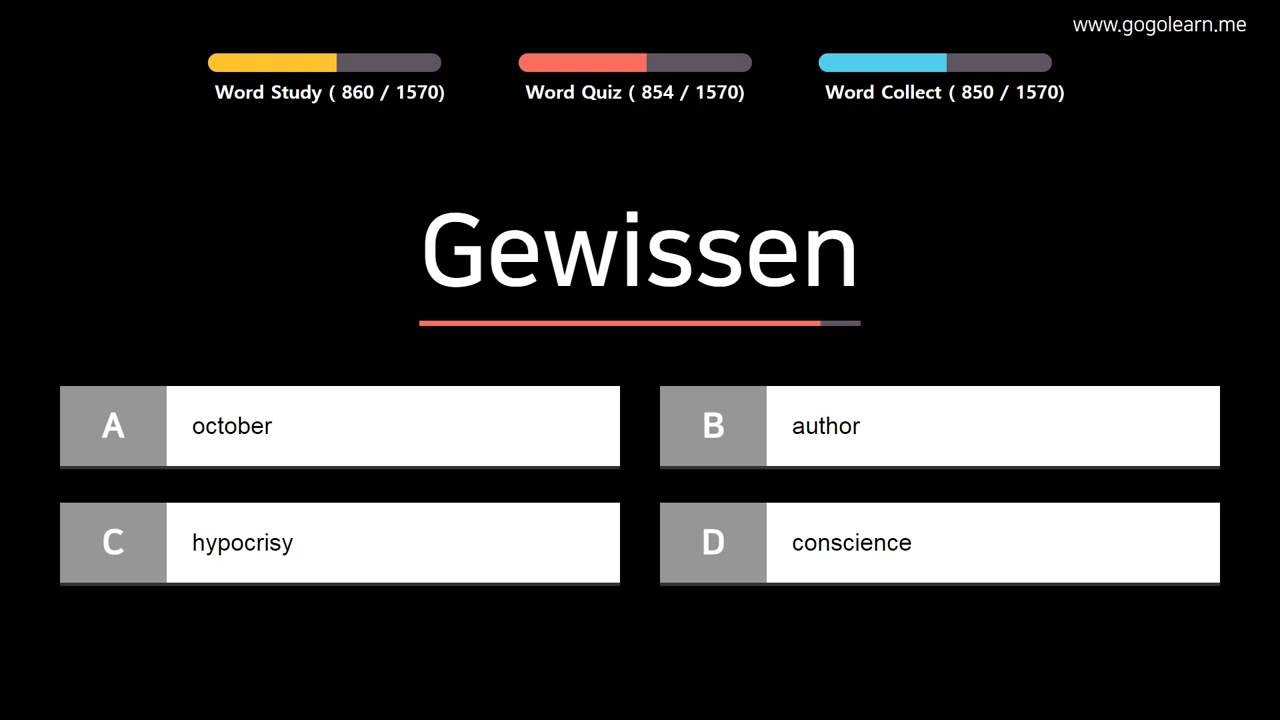 www.gogolearn.me
Word Study ( 860 / 1570)
Word Quiz ( 854 / 1570)
Word Collect ( 850 / 1570)
Gewissen
A october
B author
C hypocrisy
D conscience